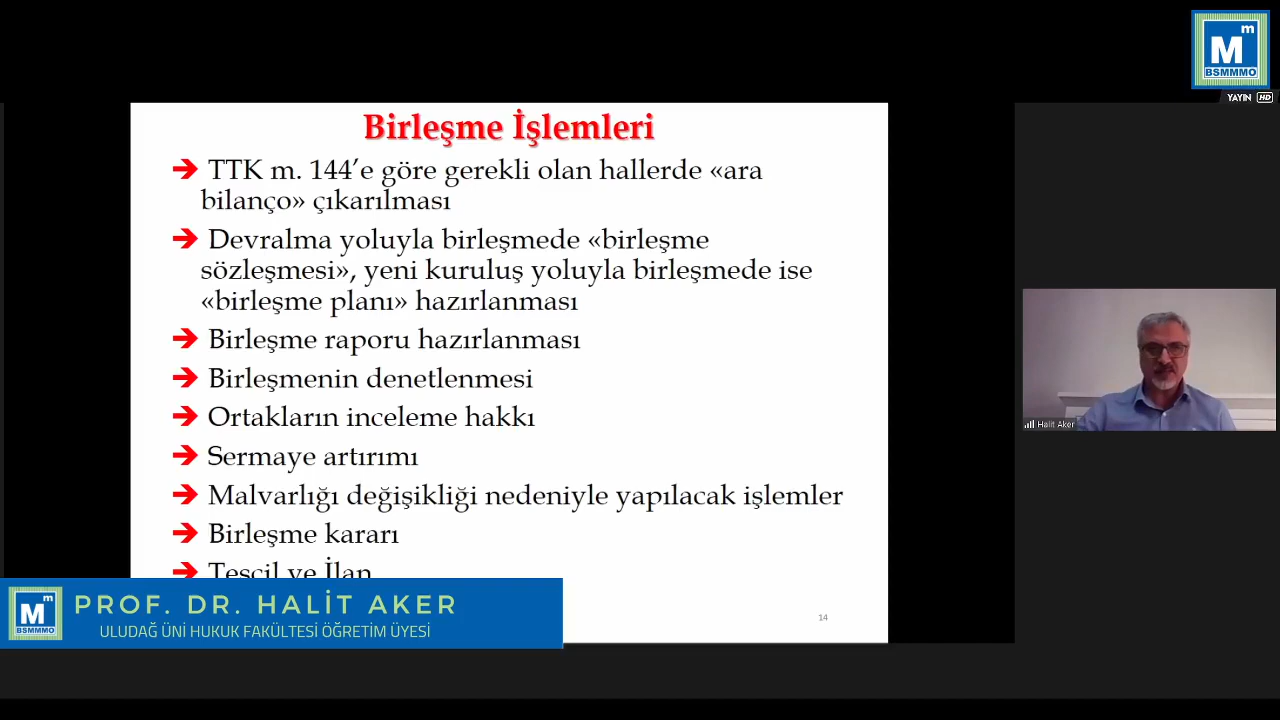 M m
BSMMMO
YAYIN HD
Birleşme İşlemleri
➔ TTK m. 144’e göre gerekli olan hallerde «ara
bilanço» çıkarılması
➔ Devralma yoluyla birleşmede «birleşme
sözleşmesi», yeni kuruluş yoluyla birleşmede ise
«birleşme planı» hazırlanması
➔ Birleşme raporu hazırlanması
➔ Birleşmenin denetlenmesi
➔ Ortakların inceleme hakkı
➔ Sermaye artırımı
➔ Malvarlığı değişikliği nedeniyle yapılacak işlemler
➔ Birleşme kararı
➔ Tescil ve İlan
14
Halit Aker
M m
BSMMMO
PROF. DR. HALİT AKER
ULUDAĞ ÜNİ HUKUK FAKÜLTESİ ÖĞRETİM ÜYESİ